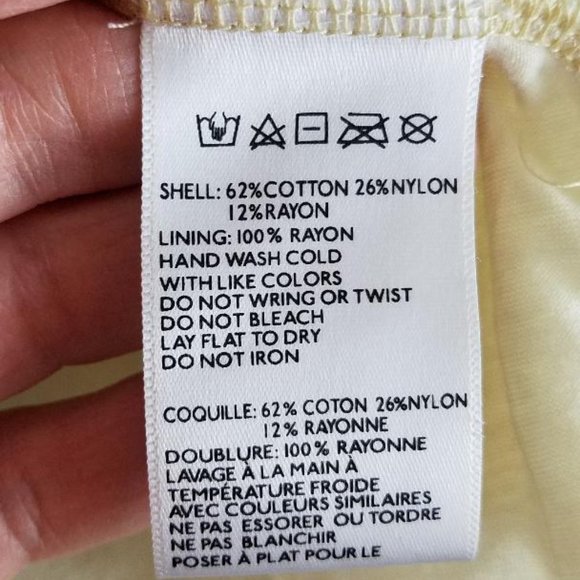 SHELL: 62%COTTON 26%NYLON
12%RAYON
LINING: 100% RAYON
HAND WASH COLD
WITH LIKE COLORS
DO NOT WRING OR TWIST
DO NOT BLEACH
LAY FLAT TO DRY
DO NOT IRON
COQUILLE: 62% COTON 26%NYLON
12% RAYONNE
DOUBLURE: 100% RAYONNE
LAVAGE À LA MAIN À
TEMPÉRATURE FROIDE
AVEC COULEURS SIMILAIRES
NE PAS ESSORER OU TORDRE
NE PAS BLANCHIR
POSER À PLAT POUR LE